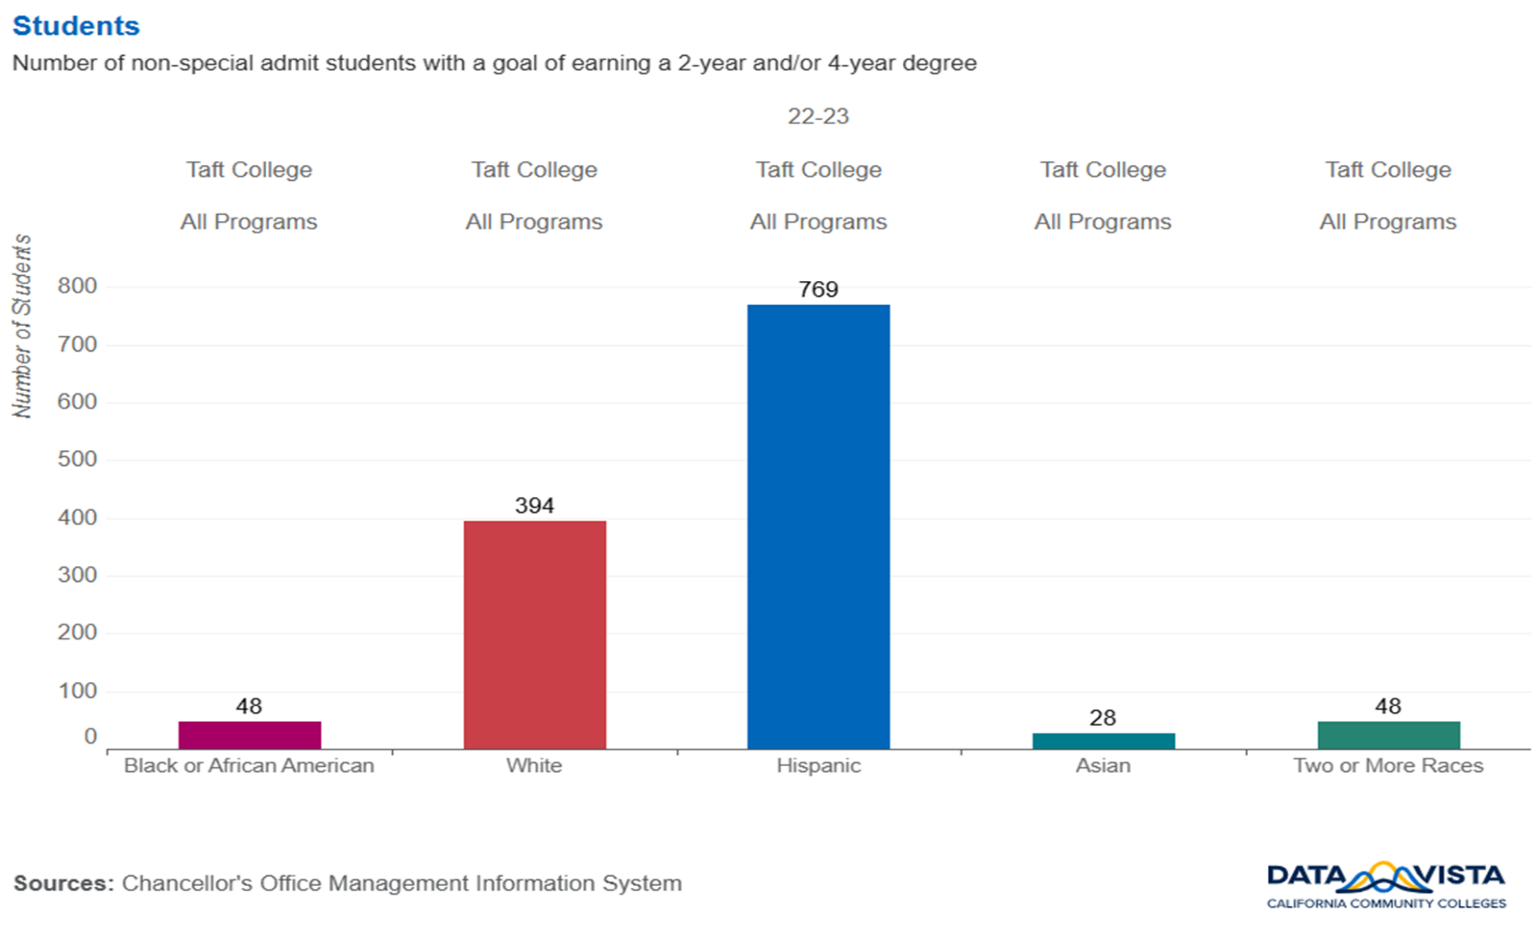 Students
Number of non-special admit students with a goal of earning a 2-year and/or 4-year degree
22-23
Taft College Taft College Taft College Taft College Taft College
All Programs All Programs All Programs All Programs All Programs
Number of Students
800
700
600
500
400
300
200
100
0
48
394
769
28
48
Black or African American White Hispanic Asian Two or More Races
Sources: Chancellor's Office Management Information System
DATA VISTA
CALIFORNIA COMMUNITY COLLEGES